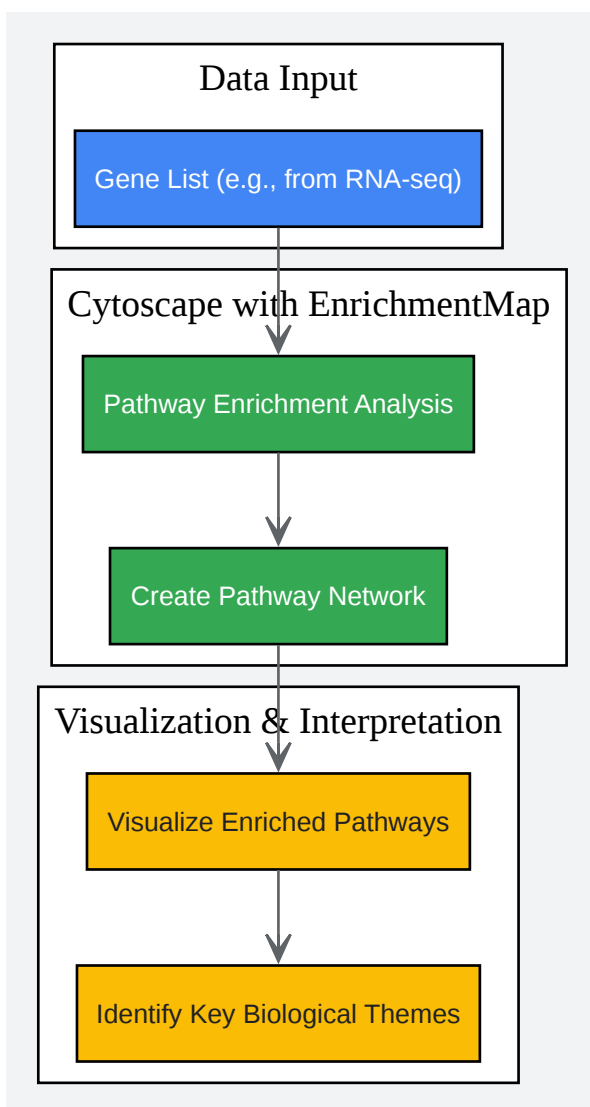 Data Input
Gene List (e.g., from RNA-seq)
Cytoscape with EnrichmentMap
Pathway Enrichment Analysis
Create Pathway Network
Visualization & Interpretation
Visualize Enriched Pathways
Identify Key Biological Themes